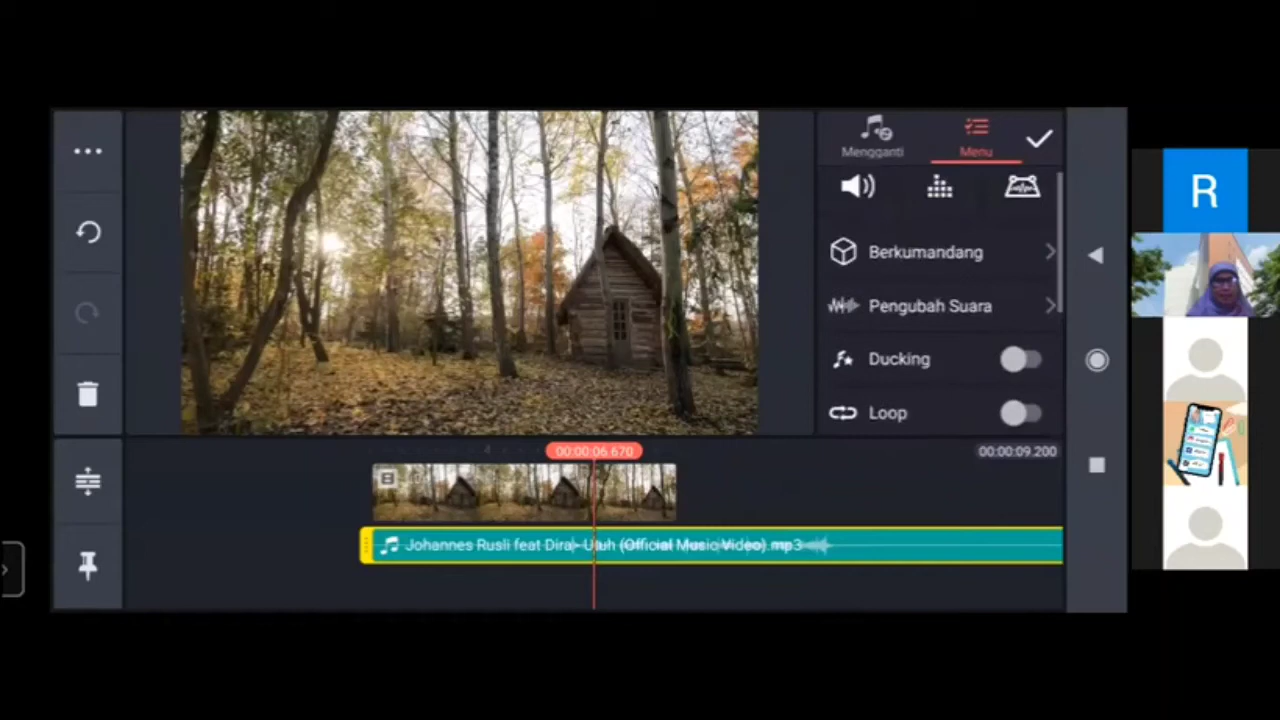 Mengganti
Menu
R
Berkumandang
Pengubah Suara
Ducking
Loop
4
00:00:06.670
00:00:09.200
Johannes Rusli feat Dira - Utuh (Official Music Video).mp3